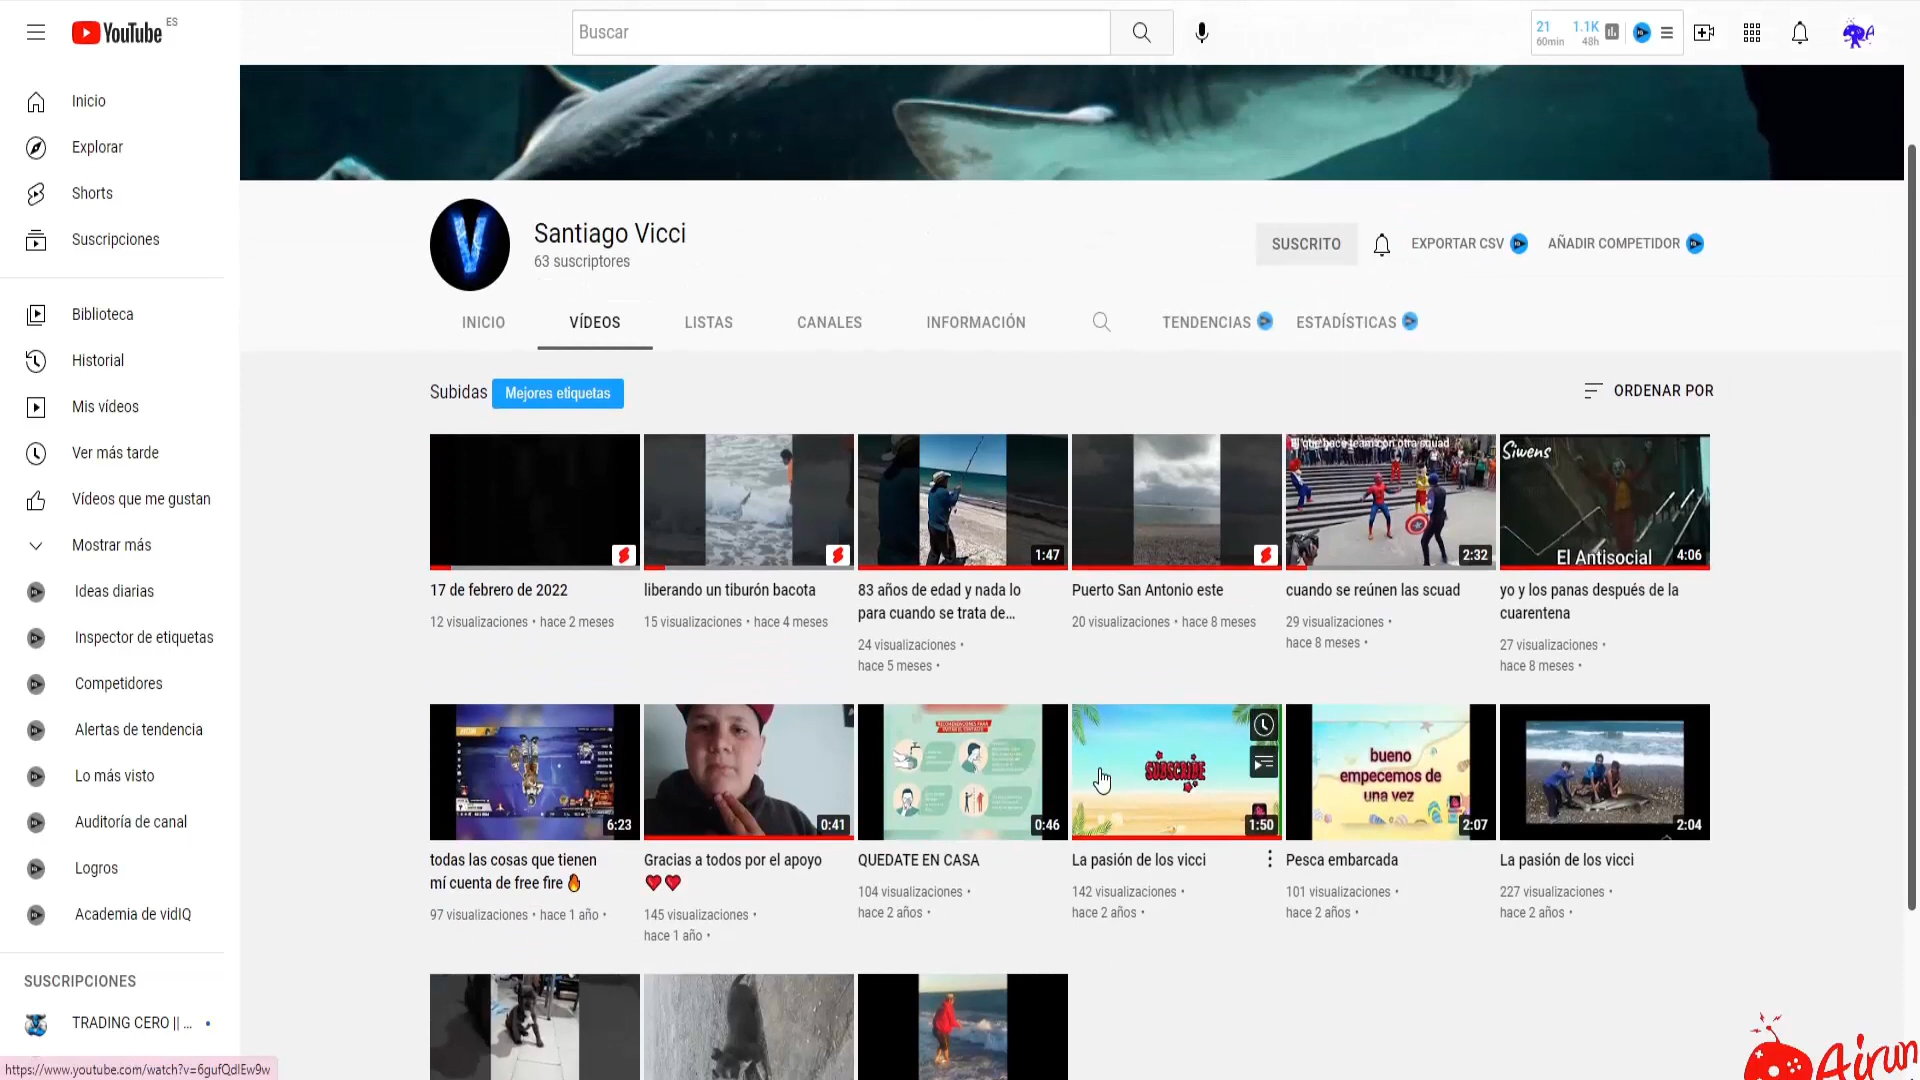 YouTube
ES
Buscar
21
60min
1.1K
48h
Inicio
Explorar
Shorts
Suscripciones
Biblioteca
Historial
Mis vídeos
Ver más tarde
Vídeos que me gustan
Mostrar más
Ideas diarias
Inspector de etiquetas
Competidores
Alertas de tendencia
Lo más visto
Auditoría de canal
Logros
Academia de vidIQ
SUSCRIPCIONES
TRADING CERO || ...
https://www.youtube.com/watch?v=6gufQdlEw9w
V
Santiago Vicci
63 suscriptores
SUSCRITO
EXPORTAR CSV
AÑADIR COMPETIDOR
INICIO
VÍDEOS
LISTAS
CANALES
INFORMACIÓN
TENDENCIAS
ESTADÍSTICAS
Subidas
Mejores etiquetas
ORDENAR POR
17 de febrero de 2022
12 visualizaciones • hace 2 meses
liberando un tiburón bacota
15 visualizaciones • hace 4 meses
1:47
83 años de edad y nada lo
para cuando se trata de...
24 visualizaciones •
hace 5 meses •
Puerto San Antonio este
20 visualizaciones • hace 8 meses
2:32
cuando se reúnen las scuad
29 visualizaciones •
hace 8 meses •
Siwens
El Antisocial
4:06
yo y los panas después de la
cuarentena
27 visualizaciones •
hace 8 meses •
6:23
todas las cosas que tienen
mí cuenta de free fire 🔥
97 visualizaciones • hace 1 año •
0:41
Gracias a todos por el apoyo
❤️❤️
145 visualizaciones •
hace 1 año •
0:46
QUEDATE EN CASA
104 visualizaciones •
hace 2 años •
SUBSCRIBE
1:50
La pasión de los vicci
142 visualizaciones •
hace 2 años •
bueno
empecemos de
una vez
2:07
Pesca embarcada
101 visualizaciones •
hace 2 años •
2:04
La pasión de los vicci
227 visualizaciones •
hace 2 años •
Airun